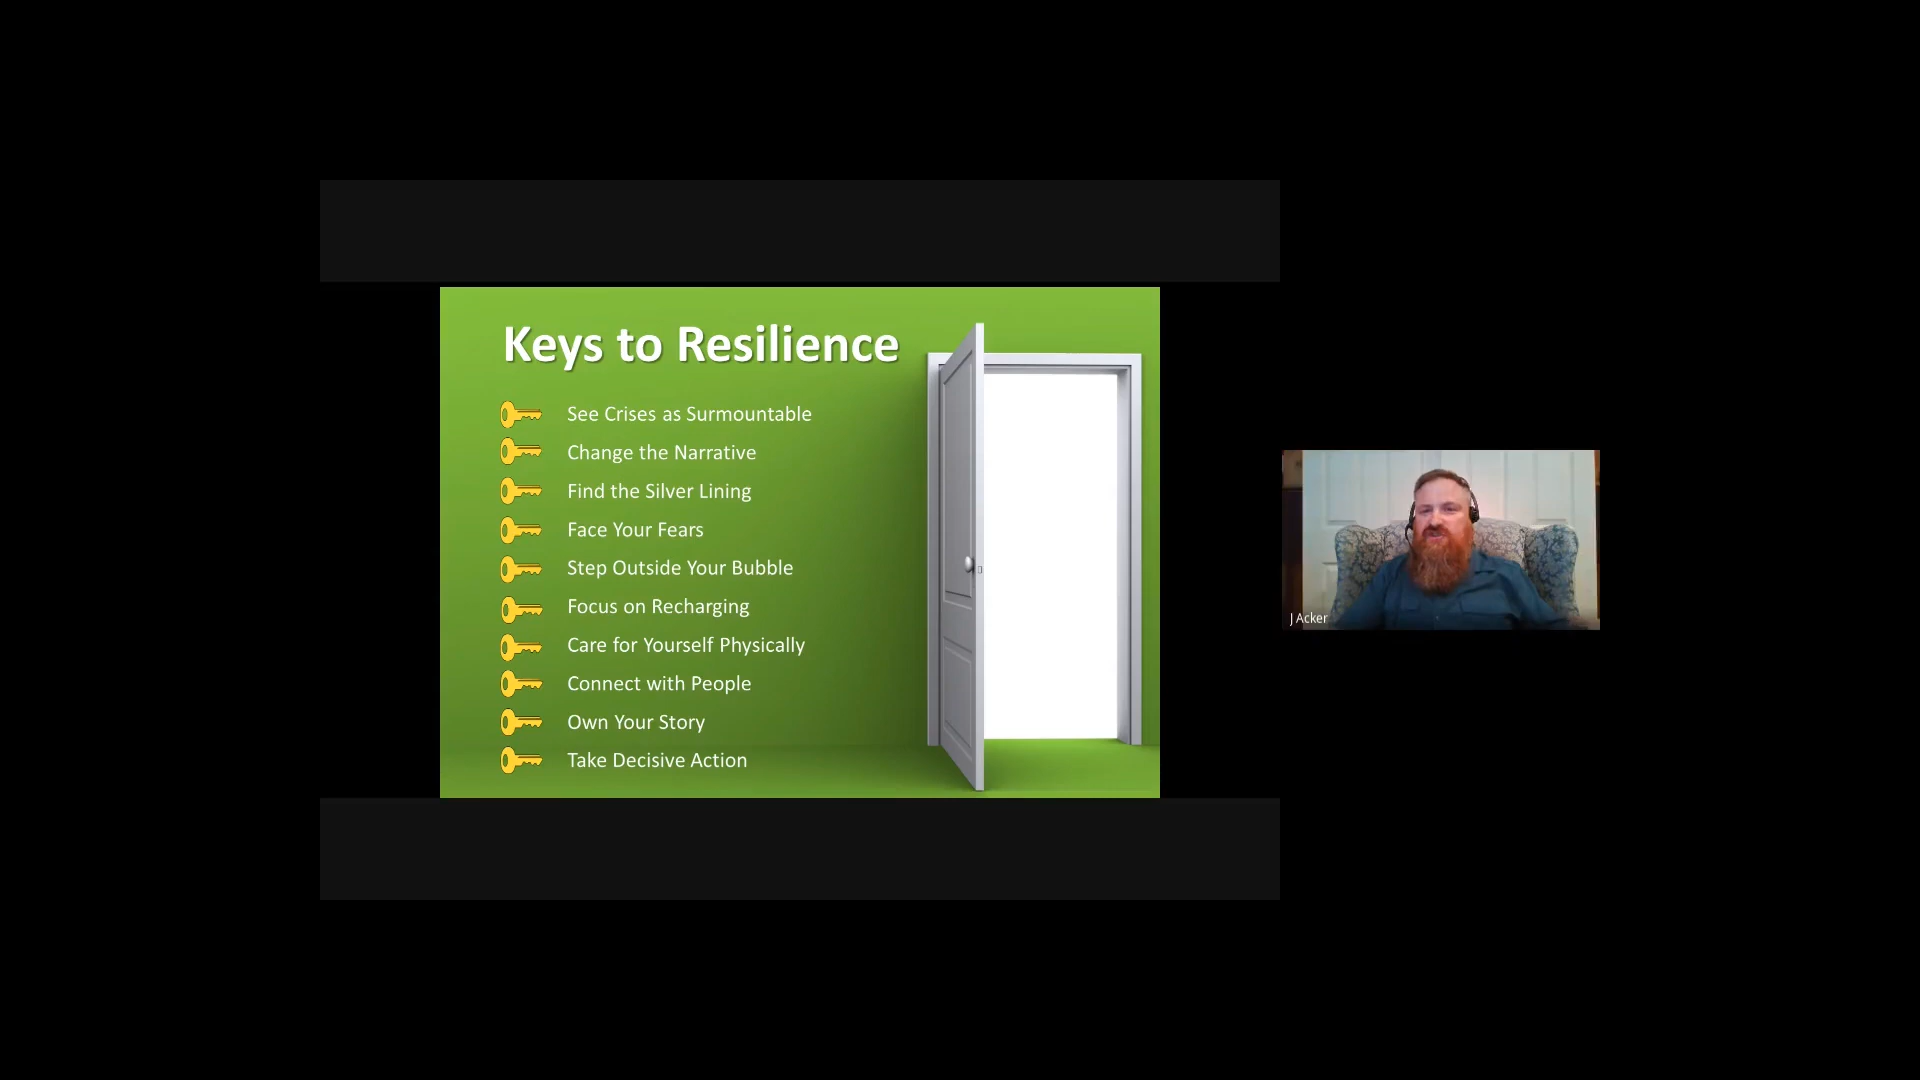 Keys to Resilience
See Crises as Surmountable
Change the Narrative
Find the Silver Lining
Face Your Fears
Step Outside Your Bubble
Focus on Recharging
Care for Yourself Physically
Connect with People
Own Your Story
Take Decisive Action
J Acker